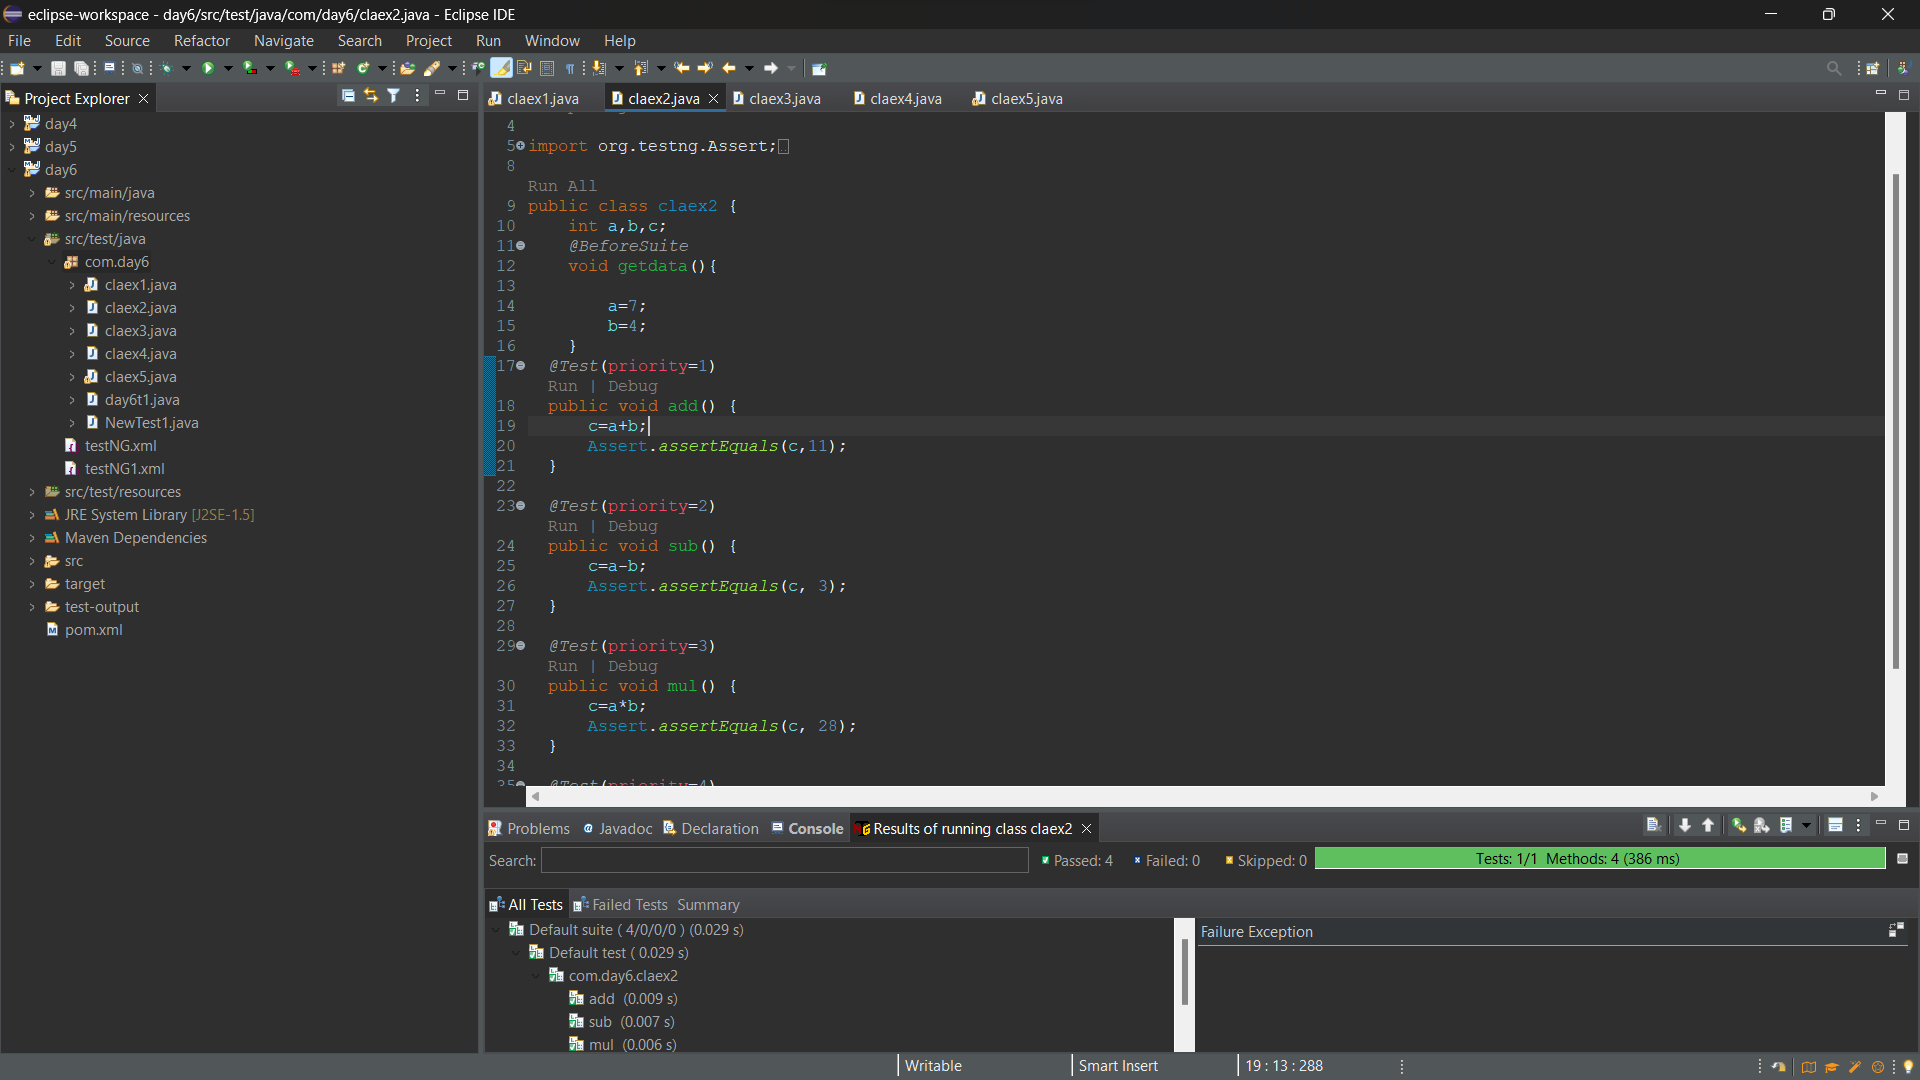 eclipse-workspace - day6/src/test/java/com/day6/claex2.java - Eclipse IDE
File Edit Source Refactor Navigate Search Project Run Window Help
Project Explorer
claex1.java claex2.java claex3.java claex4.java claex5.java
day4
day5
day6
src/main/java
src/main/resources
src/test/java
com.day6
claex1.java
claex2.java
claex3.java
claex4.java
claex5.java
day6t1.java
NewTest1.java
testNG.xml
testNG1.xml
src/test/resources
JRE System Library [J2SE-1.5]
Maven Dependencies
src
target
test-output
pom.xml
4
5 import org.testng.Assert;
8
Run All
9 public class claex2 {
10 int a,b,c;
11 @BeforeSuite
12 void getdata(){
13
14 a=7;
15 b=4;
16 }
17 @Test(priority=1)
Run | Debug
18 public void add() {
19 c=a+b;
20 Assert.assertEquals(c,11);
21 }
22
23 @Test(priority=2)
Run | Debug
24 public void sub() {
25 c=a-b;
26 Assert.assertEquals(c, 3);
27 }
28
29 @Test(priority=3)
Run | Debug
30 public void mul() {
31 c=a*b;
32 Assert.assertEquals(c, 28);
33 }
34
35 @Test(priority=4)
Problems Javadoc Declaration Console Results of running class claex2
Search: Passed: 4 Failed: 0 Skipped: 0 Tests: 1/1 Methods: 4 (386 ms)
All Tests Failed Tests Summary
Default suite ( 4/0/0/0 ) (0.029 s)
Default test ( 0.029 s)
com.day6.claex2
add (0.009 s)
sub (0.007 s)
mul (0.006 s)
Failure Exception
Writable Smart Insert 19 : 13 : 288